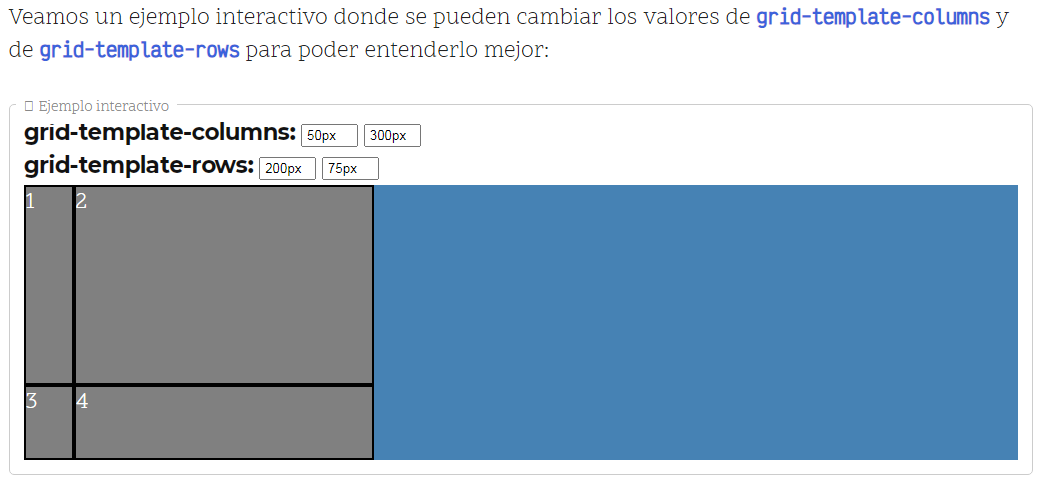 Veamos un ejemplo interactivo donde se pueden cambiar los valores de grid-template-columns y
de grid-template-rows para poder entenderlo mejor:
Ejemplo interactivo
grid-template-columns: 50px 300px
grid-template-rows: 200px 75px
1 2
3 4